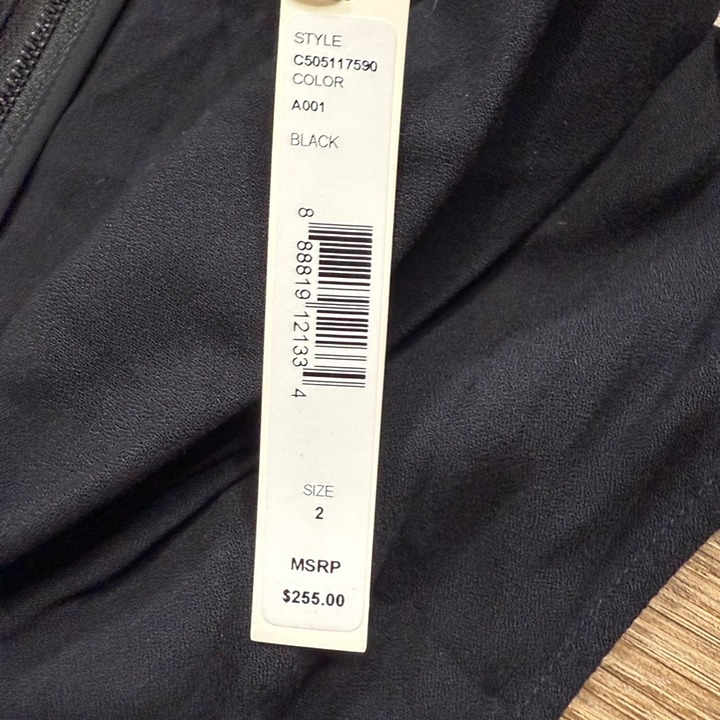 STYLE
C505117590
COLOR
A001
BLACK
8 88819 12133 4
SIZE
2
MSRP
$255.00